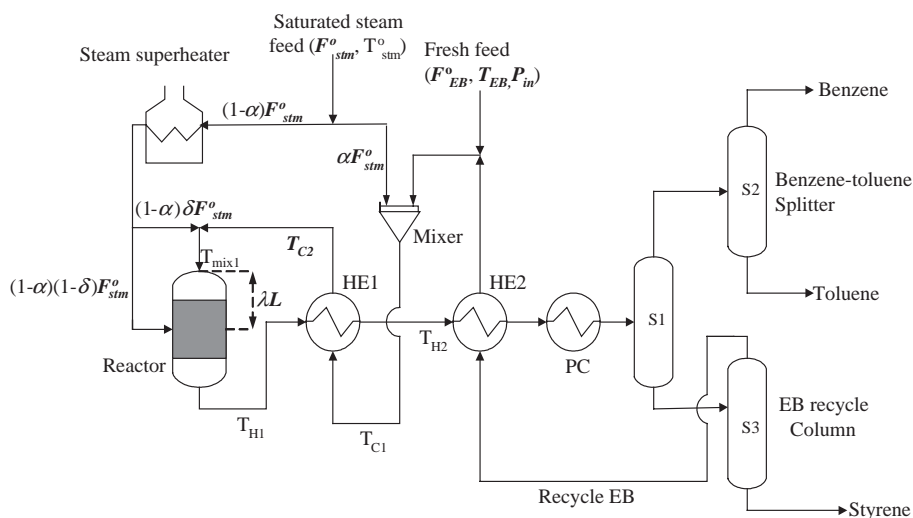 Saturated steam
feed (F°stm, T°stm)
Steam superheater
Fresh feed
(F°EB, TEB, Pin)
Benzene
(1-α)F°stm
αF°stm
S2
Benzene-toluene
Splitter
(1-α)δF°stm
Mixer
TC2
Tmix1
HE1
HE2
(1-α)(1-δ)F°stm
λL
Toluene
S1
Reactor
TH2
PC
EB recycle
Column
S3
TH1
TC1
Recycle EB
Styrene